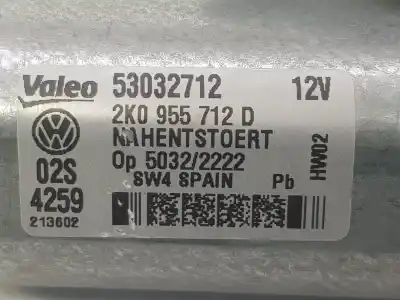 Valeo 53032712 12V
2K0 955 712 D
NAHENTSTOERT
02S Op 5032/2222
4259 SW4 SPAIN Pb
213602
HW02